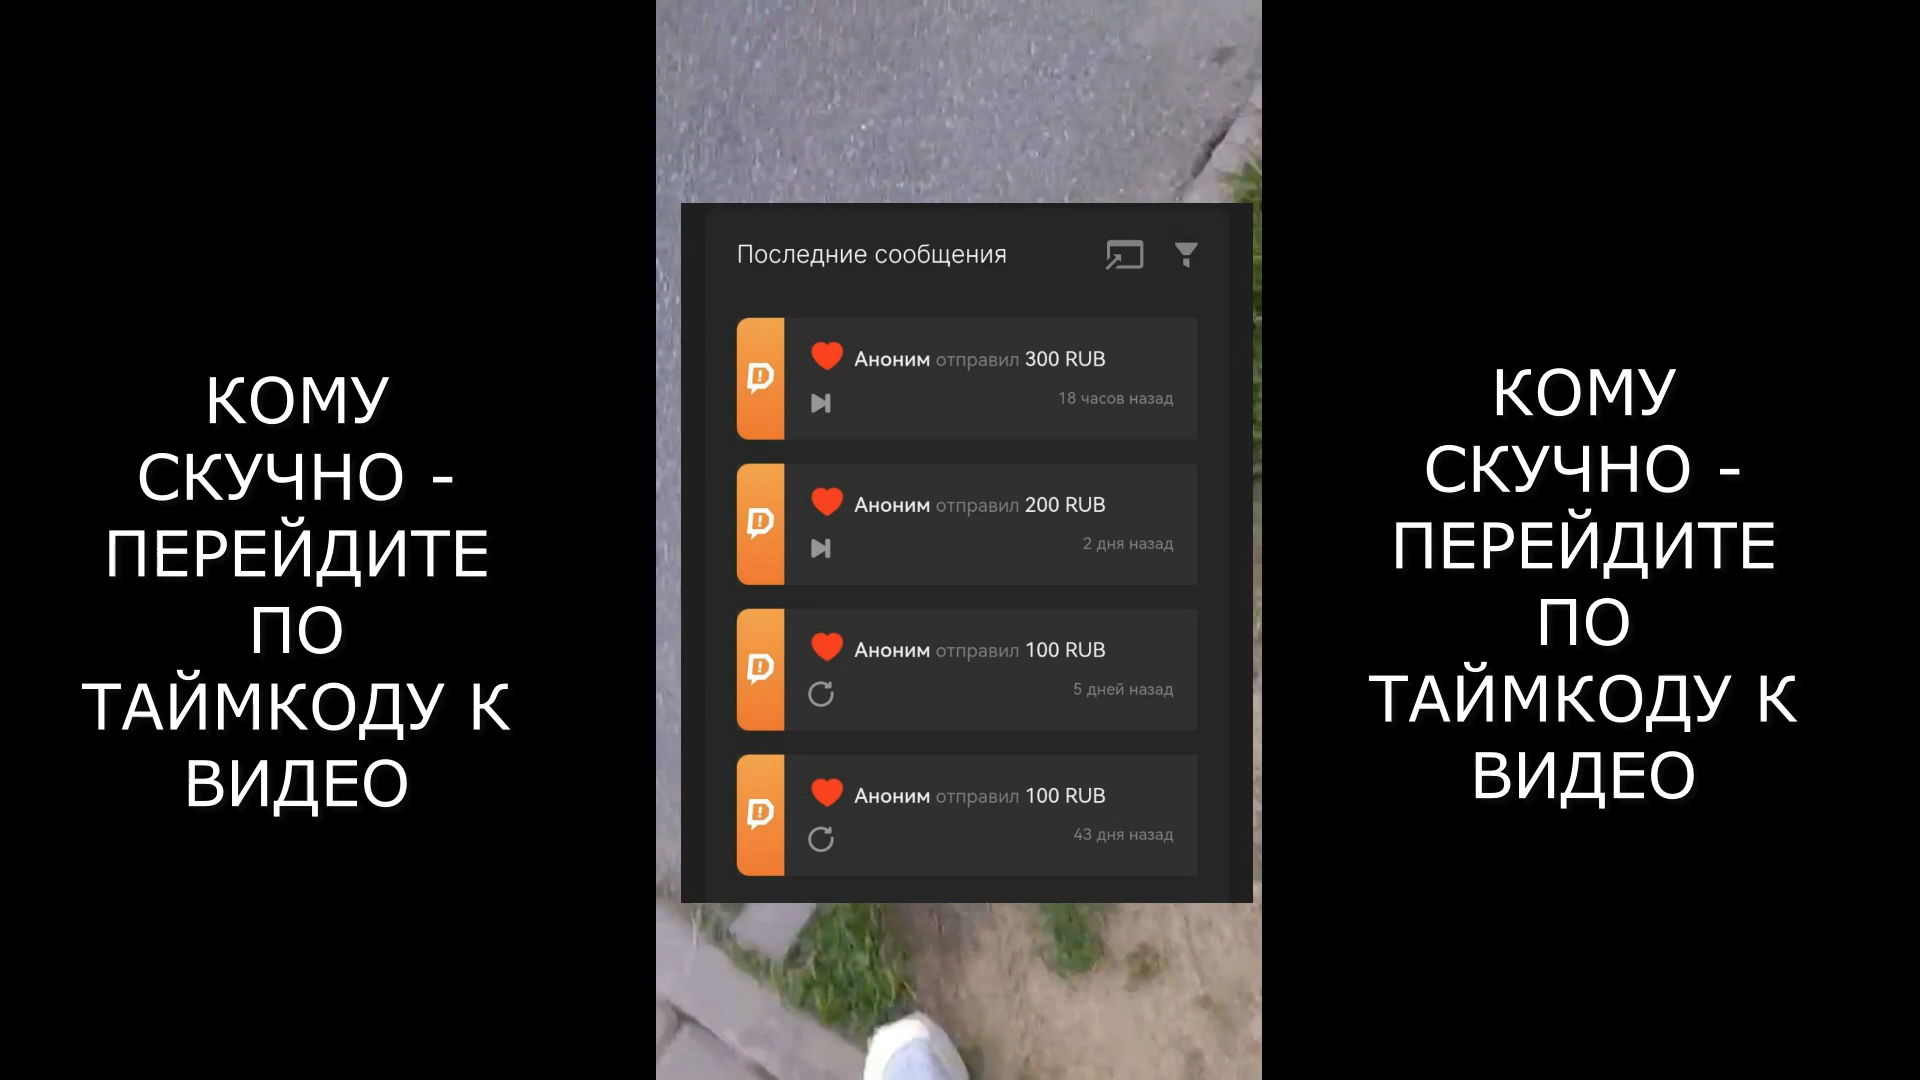 КОМУ
СКУЧНО -
ПЕРЕЙДИТЕ
ПО
ТАЙМКОДУ К
ВИДЕО
Последние сообщения
Аноним отправил 300 RUB
18 часов назад
Аноним отправил 200 RUB
2 дня назад
Аноним отправил 100 RUB
5 дней назад
Аноним отправил 100 RUB
43 дня назад
КОМУ
СКУЧНО -
ПЕРЕЙДИТЕ
ПО
ТАЙМКОДУ К
ВИДЕО